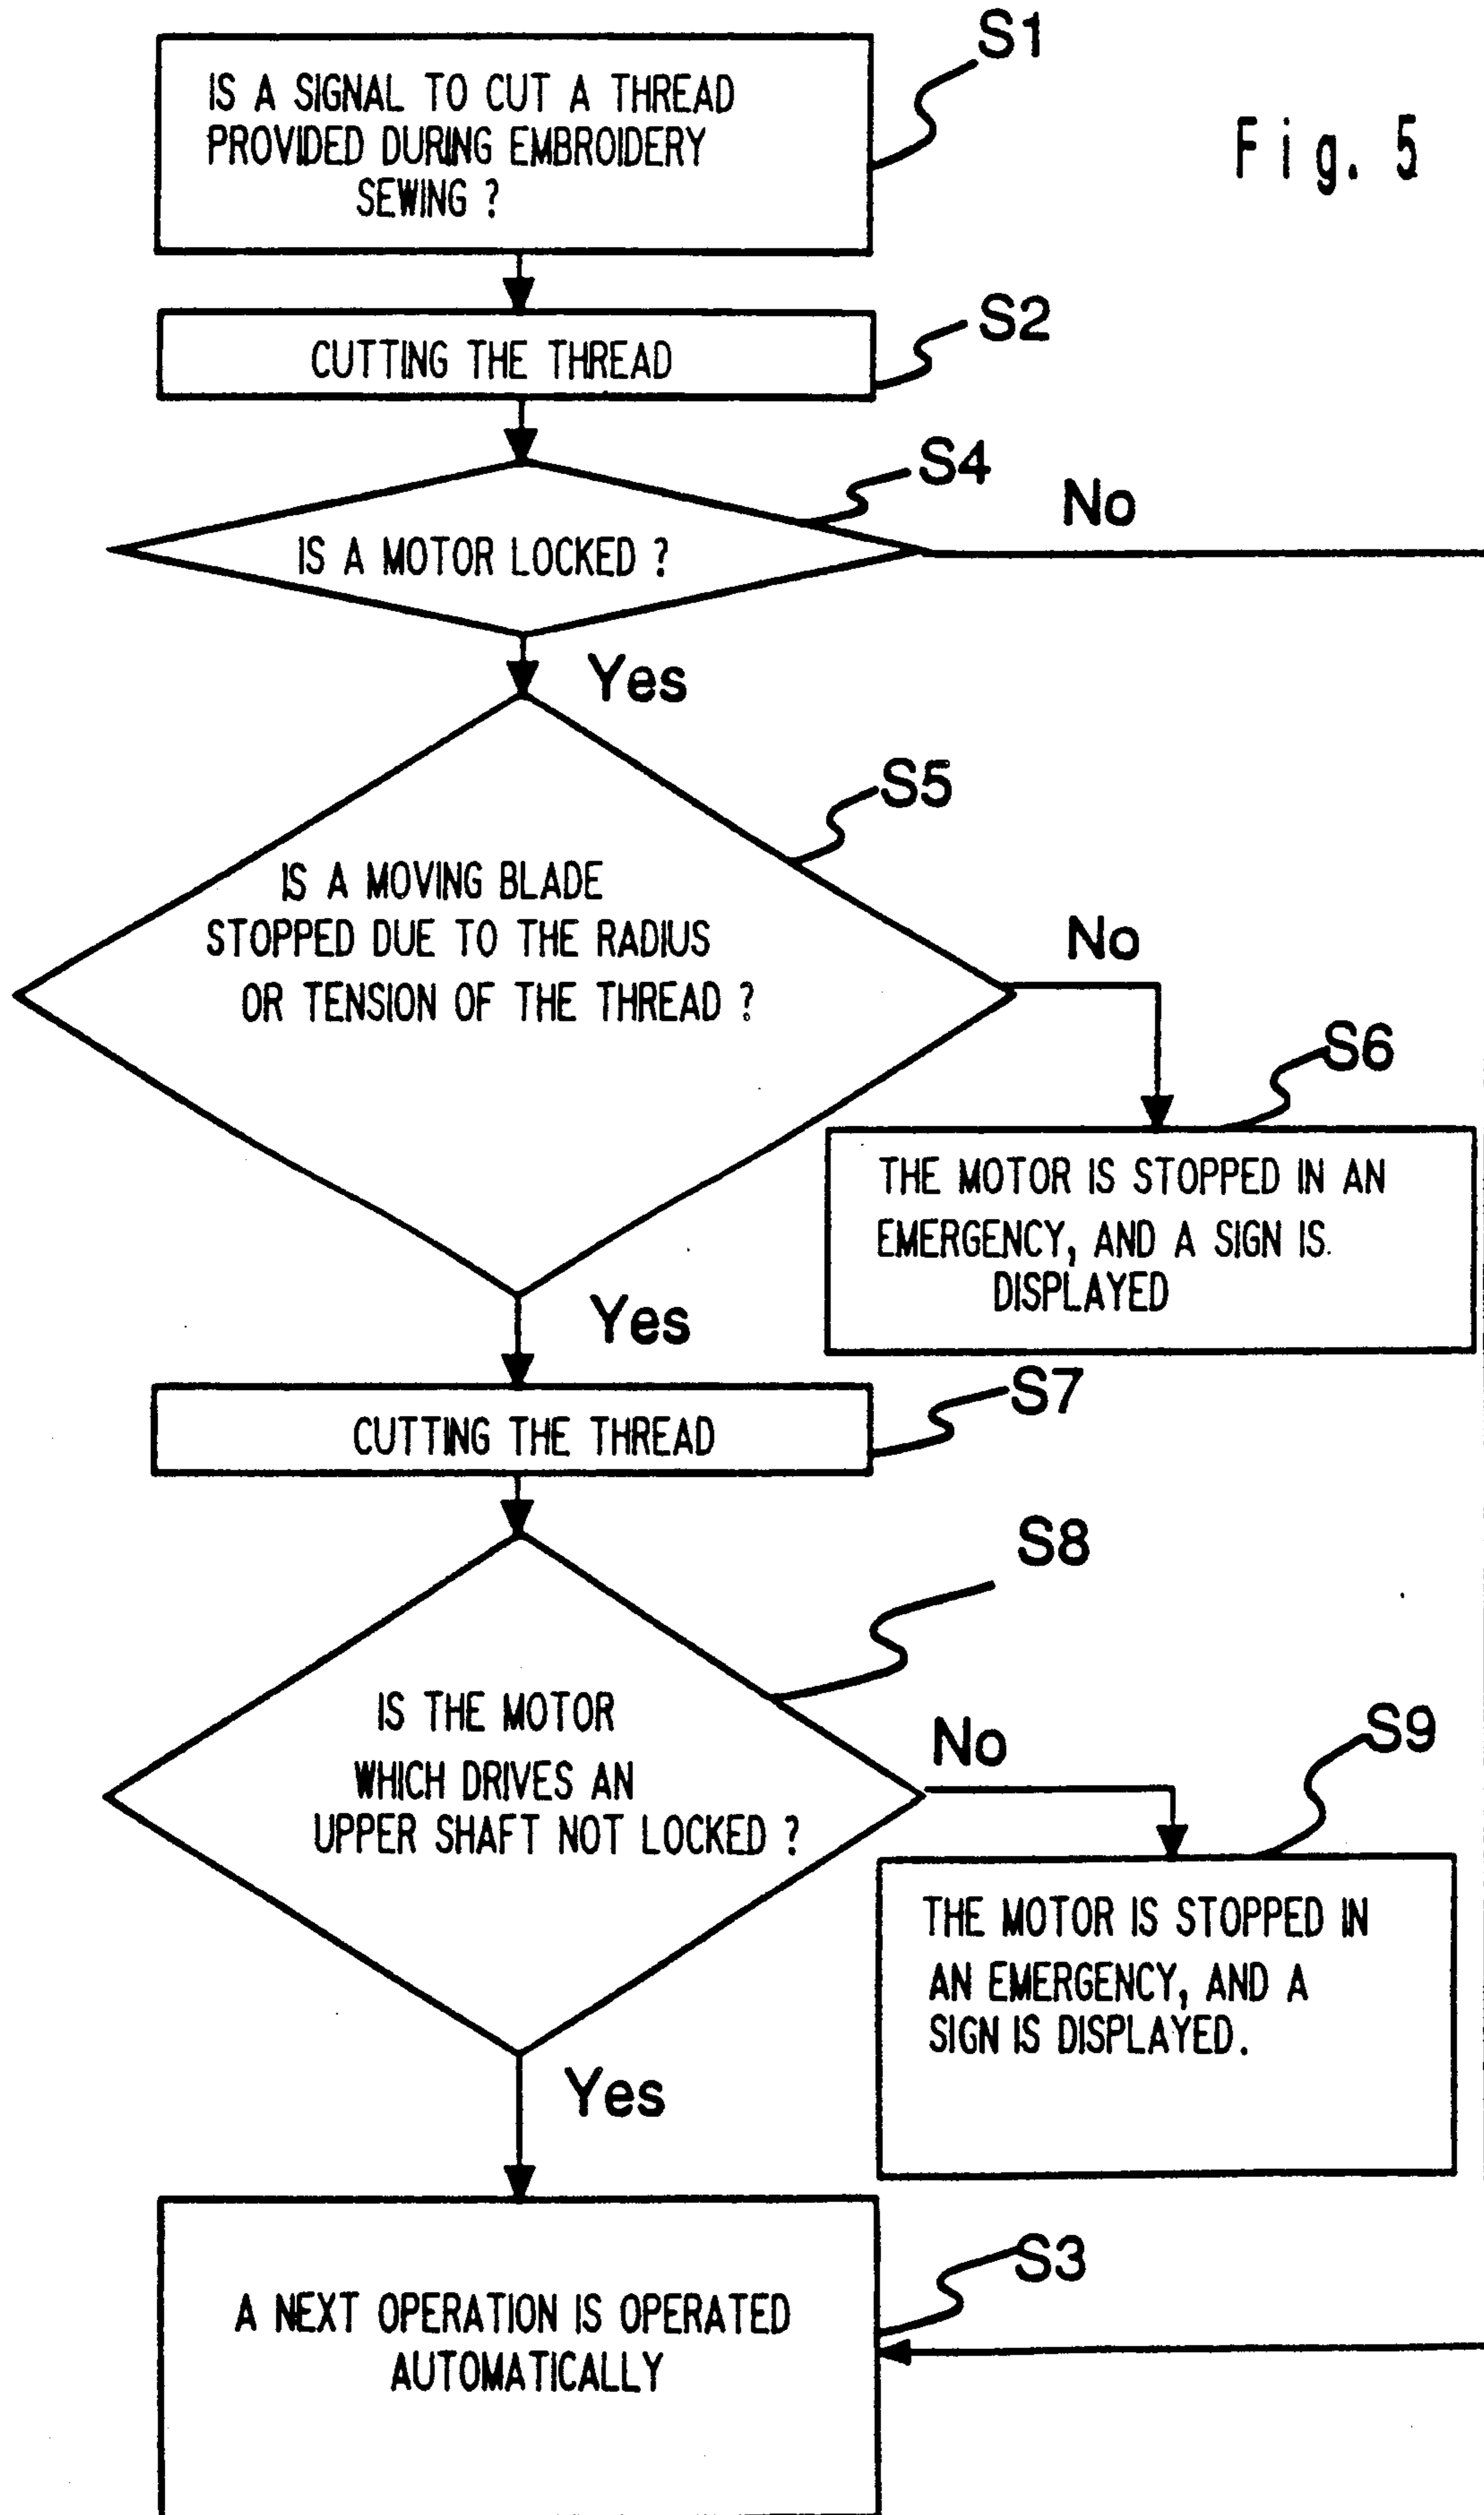 S1
IS A SIGNAL TO CUT A THREAD
PROVIDED DURING EMBROIDERY
SEWING ?
Fig. 5
S2
CUTTING THE THREAD
S4
No
IS A MOTOR LOCKED ?
Yes
S5
IS A MOVING BLADE
STOPPED DUE TO THE RADIUS
OR TENSION OF THE THREAD ?
No
S6
THE MOTOR IS STOPPED IN AN
EMERGENCY, AND A SIGN IS.
DISPLAYED
Yes
S7
CUTTING THE THREAD
S8
IS THE MOTOR
WHICH DRIVES AN
UPPER SHAFT NOT LOCKED ?
No
S9
THE MOTOR IS STOPPED IN
AN EMERGENCY, AND A
SIGN IS DISPLAYED.
Yes
S3
A NEXT OPERATION IS OPERATED
AUTOMATICALLY